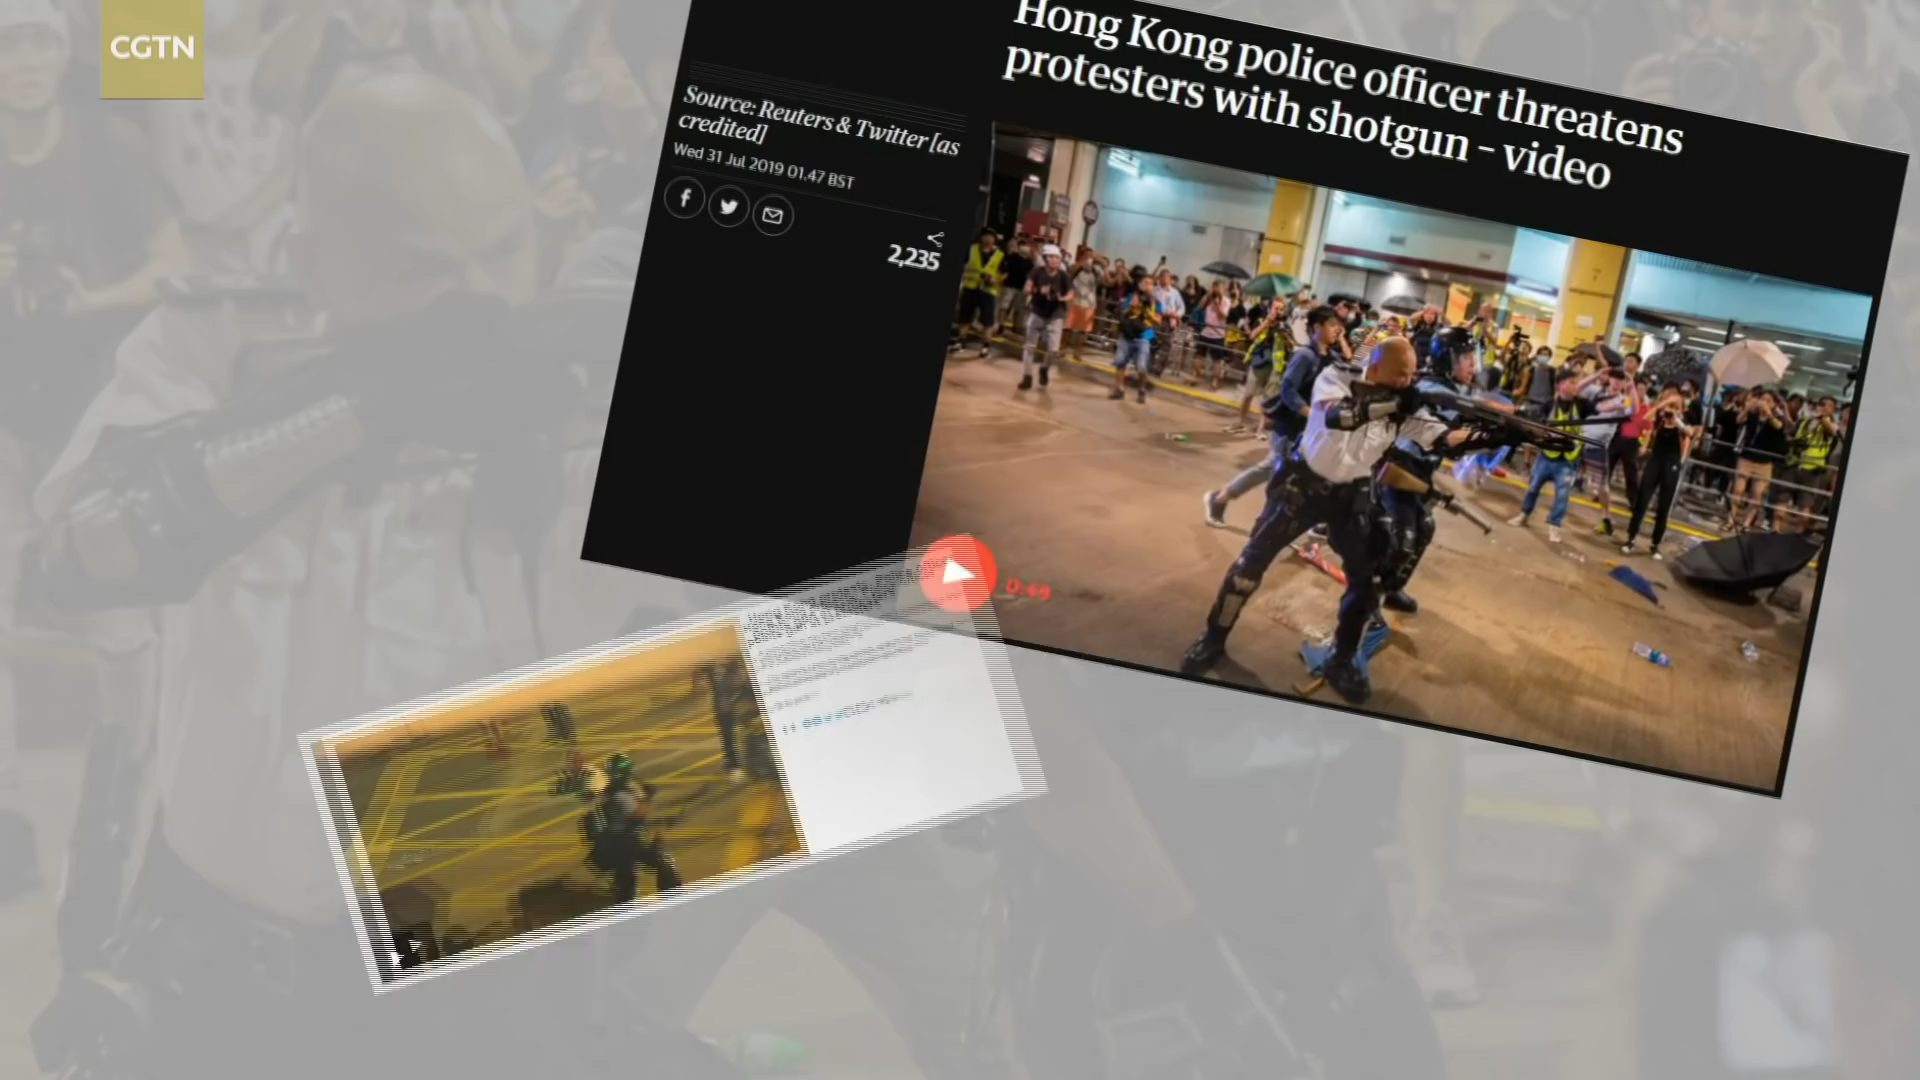 CGTN
Hong Kong police officer threatens
protesters with shotgun – video
Source: Reuters & Twitter [as
credited]
Wed 31 Jul 2019 01.47 BST
2,235
0:49